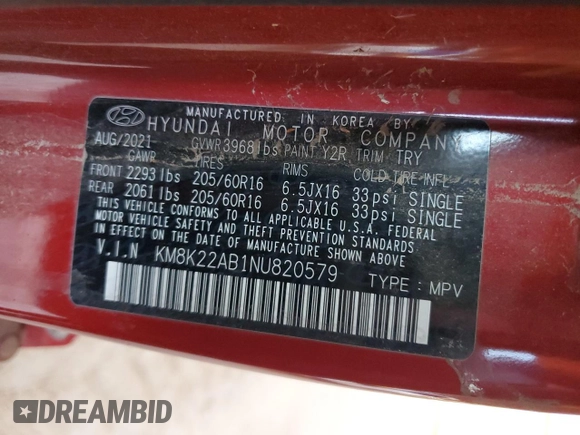 MANUFACTURED IN KOREA BY
HYUNDAI MOTOR COMPANY
AUG/2021 GVWR 3968 lbs PAINT Y2R TRIM TRY
GAWR TIRES RIMS COLD TIRE INFL.
FRONT 2293 lbs 205/60R16 6.5JX16 33psi SINGLE
REAR 2061 lbs 205/60R16 6.5JX16 33psi SINGLE
THIS VEHICLE CONFORMS TO ALL APPLICABLE U.S.A. FEDERAL
MOTOR VEHICLE SAFETY AND THEFT PREVENTION STANDARDS
IN EFFECT ON THE DATE OF MANUFACTURE SHOWN ABOVE.
V.I.N KM8K22AB1NU820579
TYPE : MPV
DREAMBID